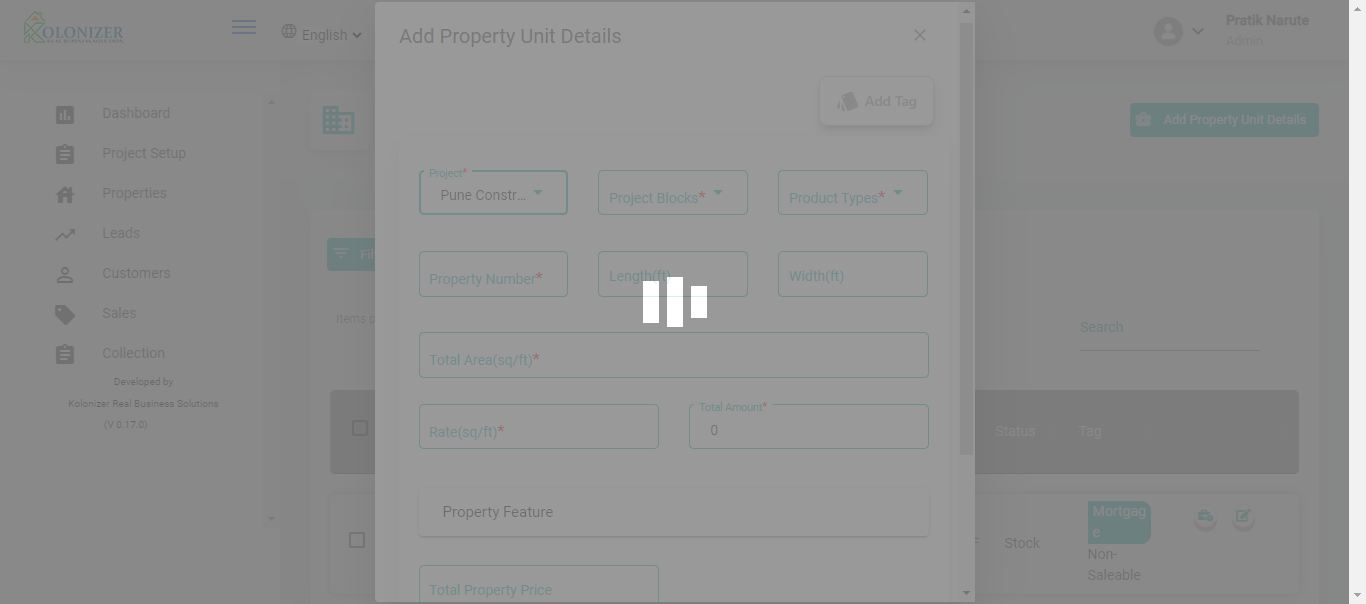 KOLONIZER
English
Pratik Narute
Admin
Add Property Unit Details
Add Tag
Dashboard
Project Setup
Properties
Leads
Customers
Sales
Collection
Developed by
Kolonizer Real Business Solutions
(V 0.17.0)
Add Property Unit Details
Project*
Pune Constr...
Project Blocks*
Product Types*
Property Number*
Length(ft)
Width(ft)
Total Area(sq/ft)*
Rate(sq/ft)*
Total Amount*
0
Property Feature
Total Property Price
Items
Search
Status
Tag
Stock
Mortgag
e
Non-
Saleable